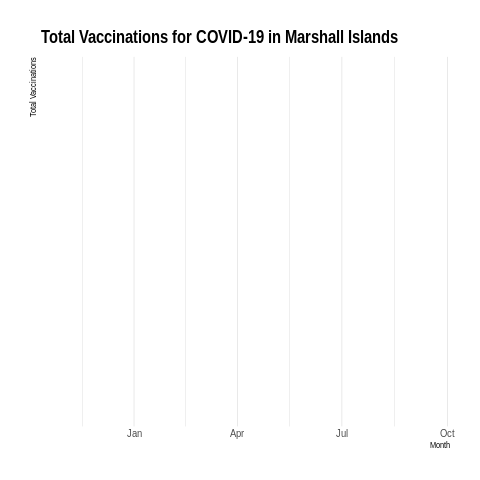 Total Vaccinations for COVID-19 in Marshall Islands
Total Vaccinations
Jan Apr Jul Oct
Month